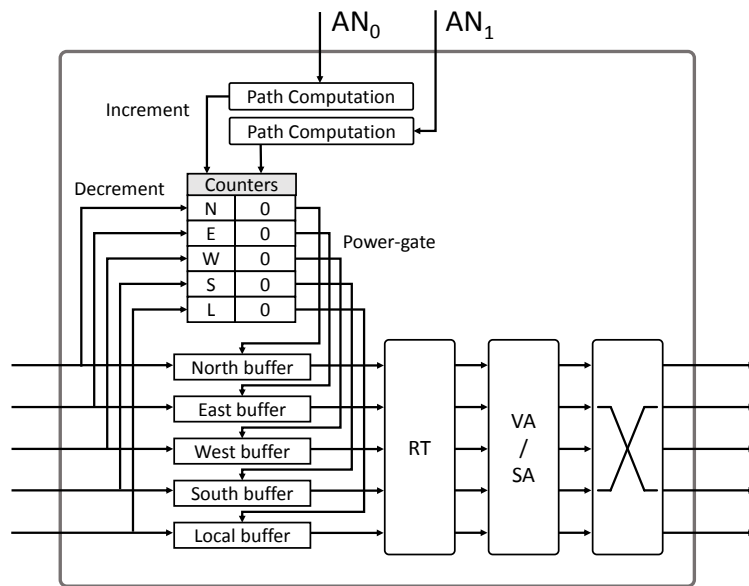 AN0 AN1
Path Computation
Increment
Path Computation
Decrement
Counters
N 0
E 0
Power-gate
W 0
S 0
L 0
North buffer
East buffer
West buffer
South buffer
Local buffer
RT
VA
/
SA